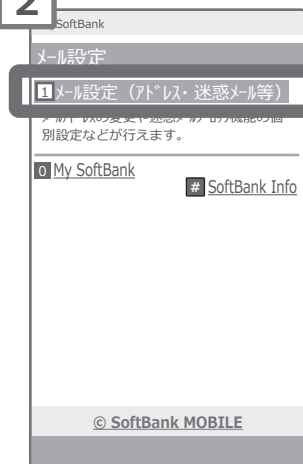 2
SoftBank
メール設定
1 メール設定（アドレス・迷惑メール等）
別設定などが行えます。
0 My SoftBank
# SoftBank Info
© SoftBank MOBILE